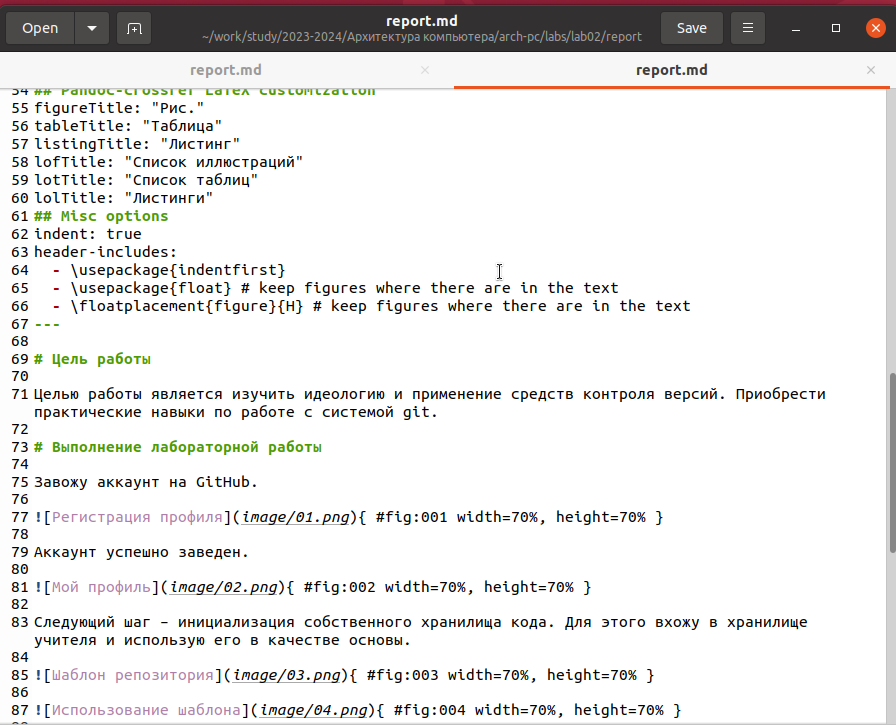 Open
report.md
~/work/study/2023-2024/Архитектура компьютера/arch-pc/labs/lab02/report
Save
report.md
report.md
54 ## Pandoc-crossref LaTeX customization
55 figureTitle: "Рис."
56 tableTitle: "Таблица"
57 listingTitle: "Листинг"
58 lofTitle: "Список иллюстраций"
59 lotTitle: "Список таблиц"
60 lolTitle: "Листинги"
61 ## Misc options
62 indent: true
63 header-includes:
64   - \usepackage{indentfirst}
65   - \usepackage{float} # keep figures where there are in the text
66   - \floatplacement{figure}{H} # keep figures where there are in the text
67 ---
68
69 # Цель работы
70
71 Целью работы является изучить идеологию и применение средств контроля версий. Приобрести
практические навыки по работе с системой git.
72
73 # Выполнение лабораторной работы
74
75 Завожу аккаунт на GitHub.
76
77 ![Регистрация профиля](image/01.png){ #fig:001 width=70%, height=70% }
78
79 Аккаунт успешно заведен.
80
81 ![Мой профиль](image/02.png){ #fig:002 width=70%, height=70% }
82
83 Следующий шаг – инициализация собственного хранилища кода. Для этого вхожу в хранилище
учителя и использую его в качестве основы.
84
85 ![Шаблон репозитория](image/03.png){ #fig:003 width=70%, height=70% }
86
87 ![Использование шаблона](image/04.png){ #fig:004 width=70%, height=70% }